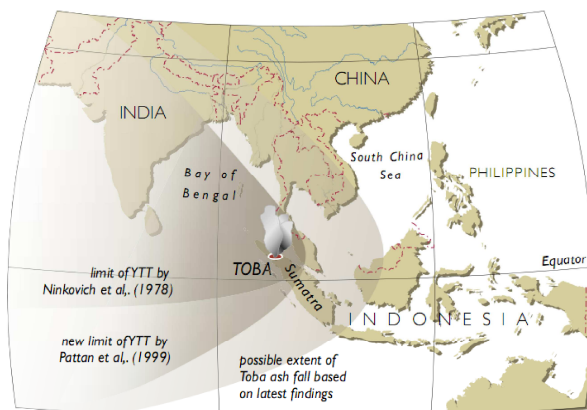 CHINA
INDIA
South China
Sea
PHILIPPINES
Bay of
Bengal
TOBA
Sumatra
Equator
limit of YTT by
Ninkovich et al,. (1978)
INDONESIA
new limit of YTT by
Pattan et al,. (1999)
possible extent of
Toba ash fall based
on latest findings